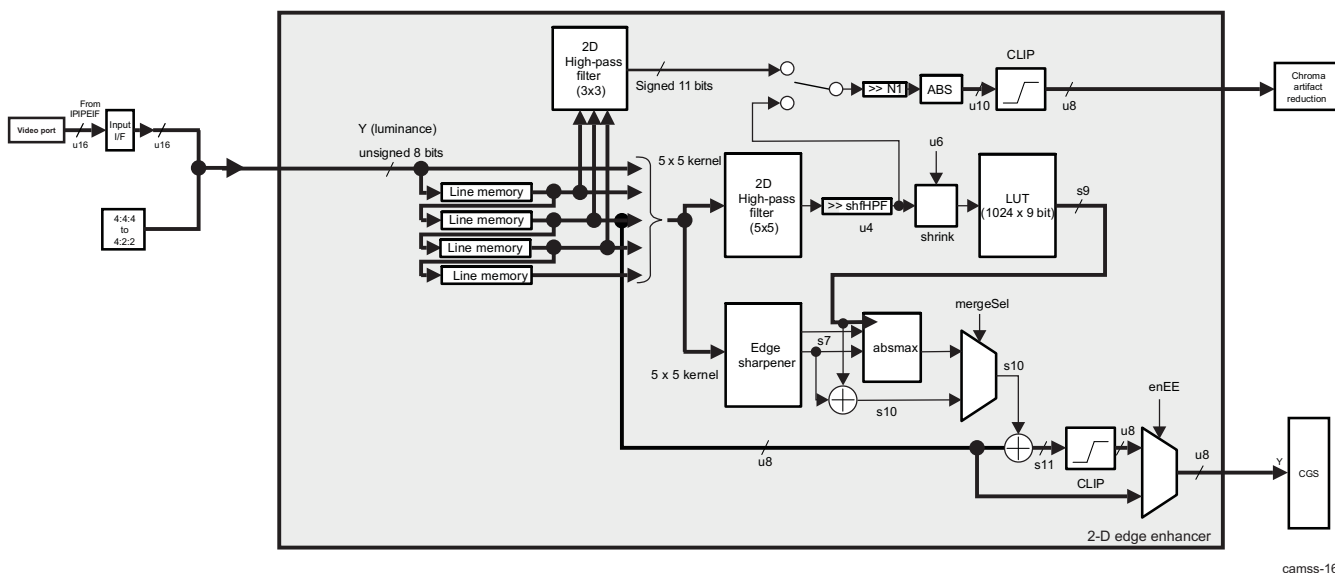 2D
High-pass
filter
(3x3)
Signed 11 bits
CLIP
>> N1
ABS
u10
u8
Chroma
artifact
reduction
From
IPIPEIF
Video port
u16
Input
I/F
u16
Y (luminance)
unsigned 8 bits
5 x 5 kernel
Line memory
Line memory
Line memory
Line memory
2D
High-pass
filter
(5x5)
>> shfHPF
u4
u6
shrink
LUT
(1024 x 9 bit)
s9
4:4:4
to
4:2:2
Edge
sharpener
5 x 5 kernel
s7
absmax
s10
mergeSel
s10
enEE
u8
s11
CLIP
u8
u8
Y
CGS
2-D edge enhancer
camss-16